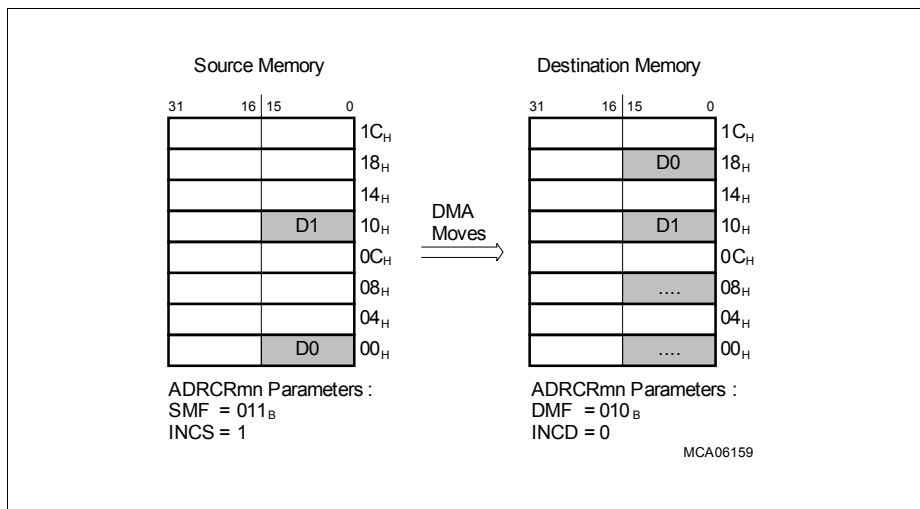 Source Memory
Destination Memory
31 16 15 0
31 16 15 0
1CH
1CH
18H
D0 18H
14H
14H
D1 10H
D1 10H
DMA
Moves
0CH
0CH
08H
.... 08H
04H
04H
D0 00H
.... 00H
ADRCRmn Parameters :
SMF = 011B
INCS = 1
ADRCRmn Parameters :
DMF = 010B
INCD = 0
MCA06159